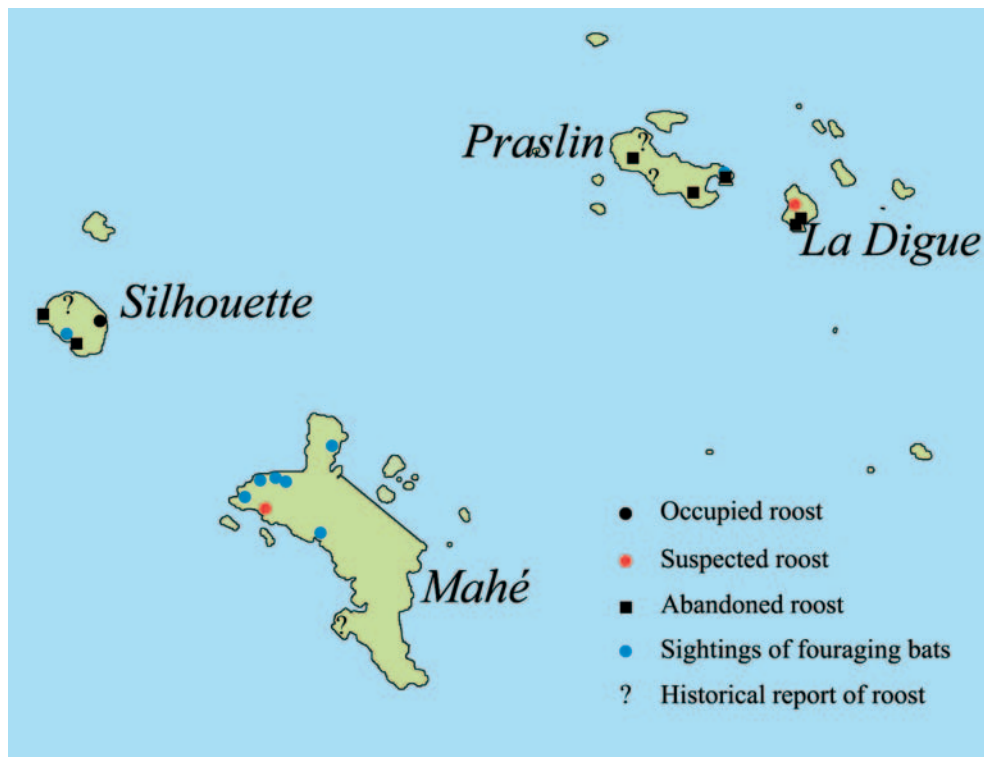 Praslin
?
?
La Digue
Silhouette
?
Mahé
?
● Occupied roost
● Suspected roost
■ Abandoned roost
● Sightings of fouraging bats
? Historical report of roost